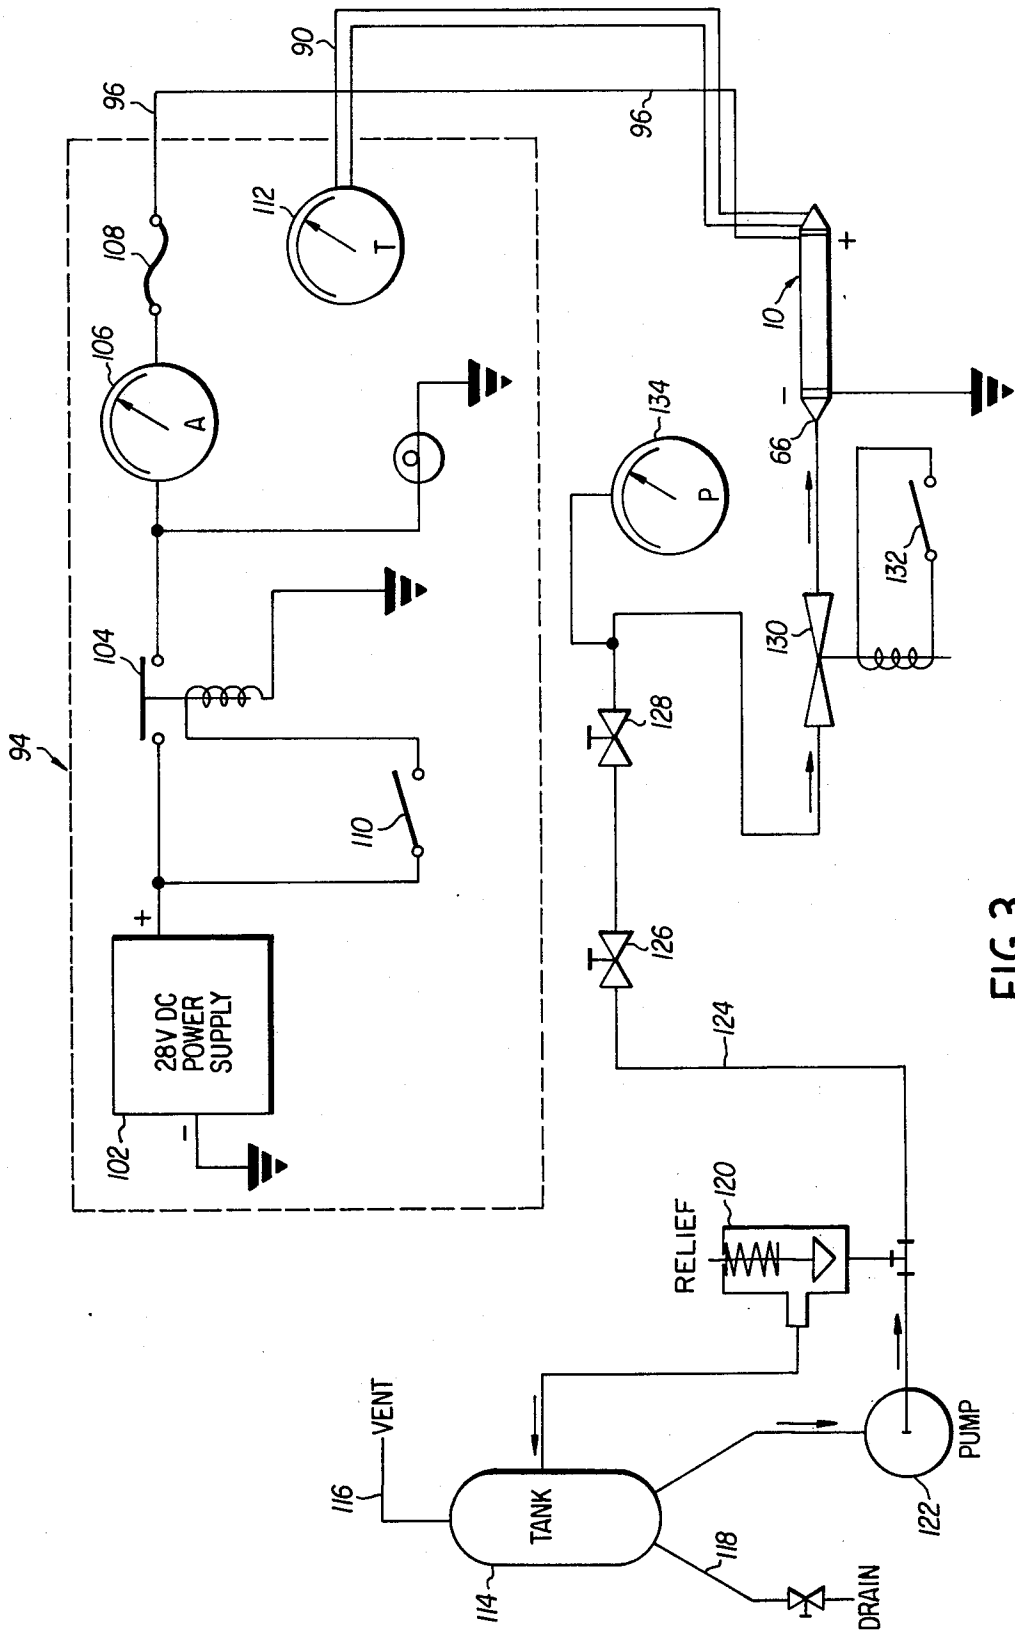 94
102
28V DC
POWER
SUPPLY
−
+
104
110
106
A
108
96
112
T
90
96
116
VENT
TANK
114
118
DRAIN
RELIEF
120
122
PUMP
124
126
128
134
P
130
132
66
−
10
+
FIG.3